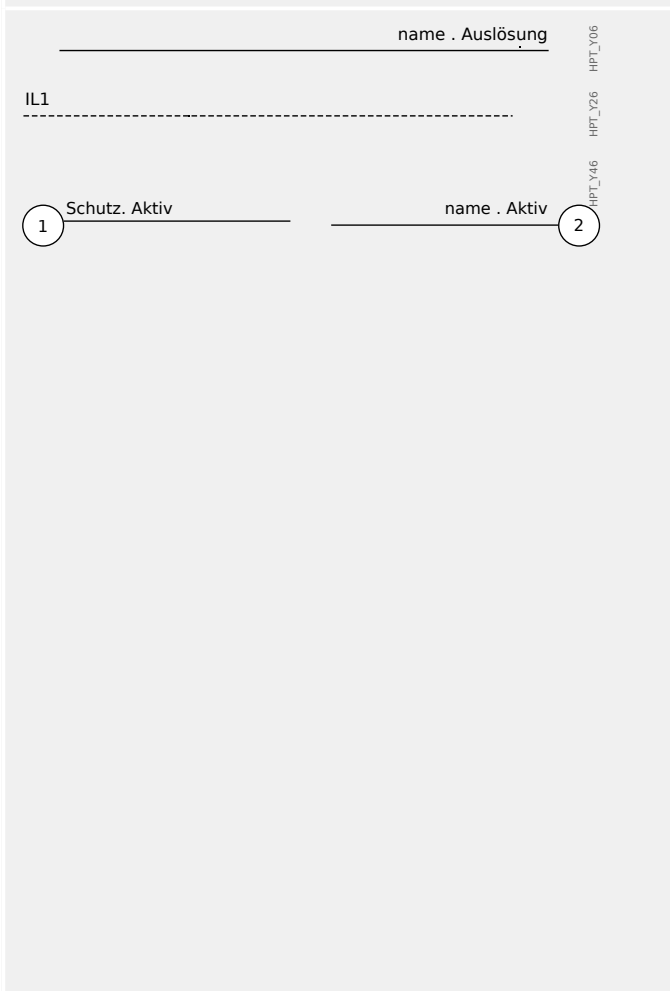 name . Auslösung
HPT_Y06
IL1
HPT_Y26
HPT_Y46
Schutz. Aktiv
name . Aktiv
1
2